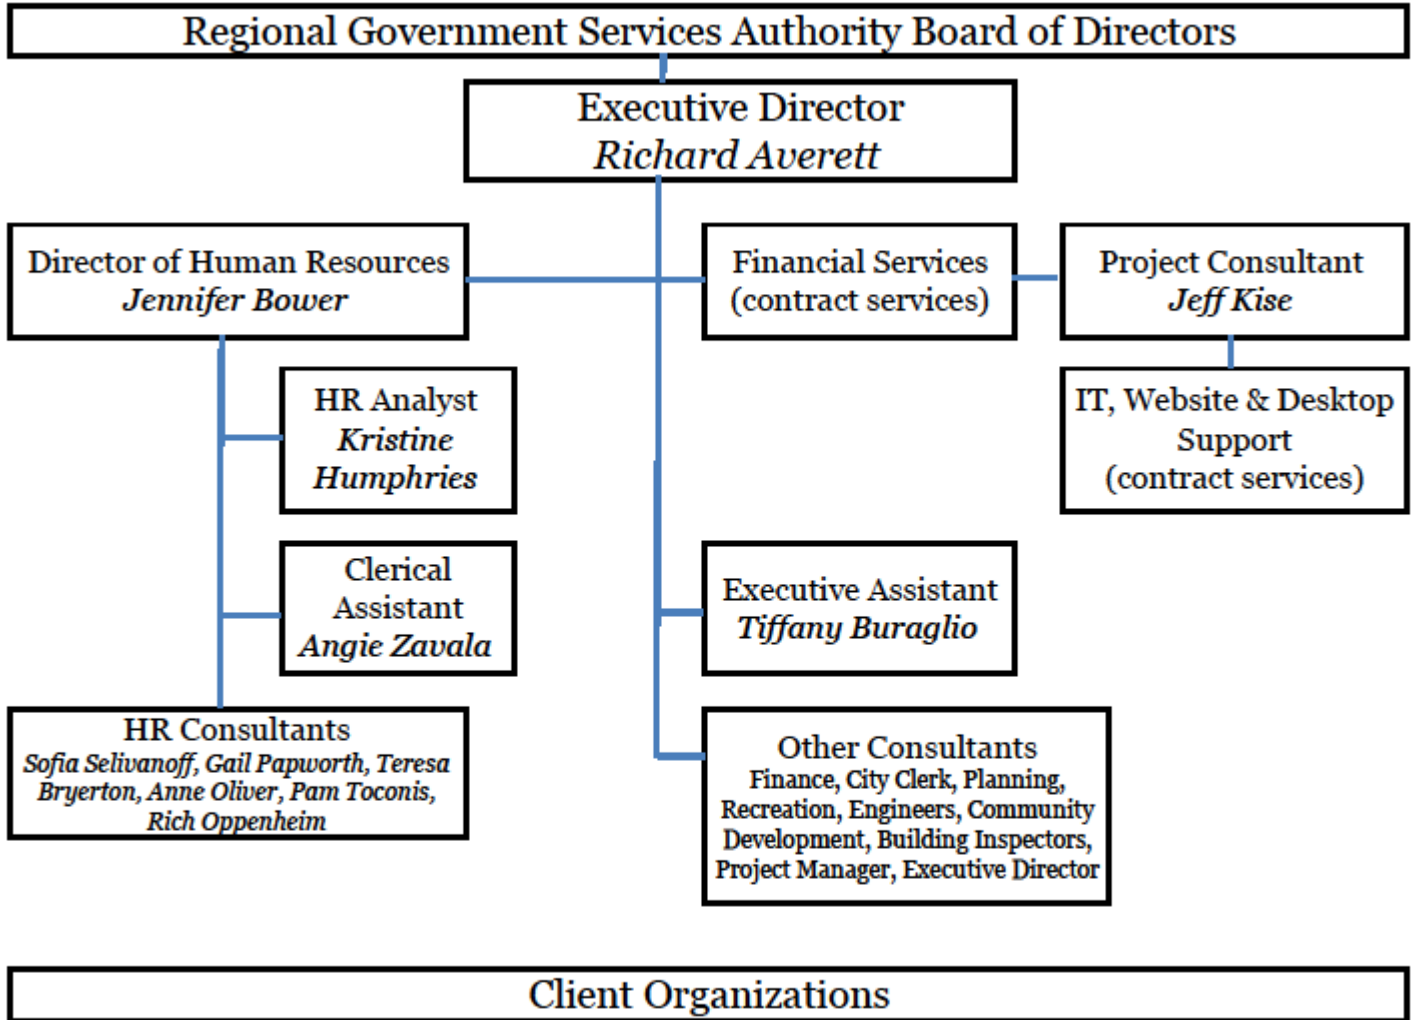 Regional Government Services Authority Board of Directors
Executive Director
Richard Averett
Director of Human Resources
Jennifer Bower
Financial Services
(contract services)
Project Consultant
Jeff Kise
HR Analyst
Kristine
Humphries
IT, Website & Desktop
Support
(contract services)
Clerical
Assistant
Angie Zavala
Executive Assistant
Tiffany Buraglio
HR Consultants
Sofia Selivanoff, Gail Papworth, Teresa
Bryerton, Anne Oliver, Pam Toconis,
Rich Oppenheim
Other Consultants
Finance, City Clerk, Planning,
Recreation, Engineers, Community
Development, Building Inspectors,
Project Manager, Executive Director
Client Organizations